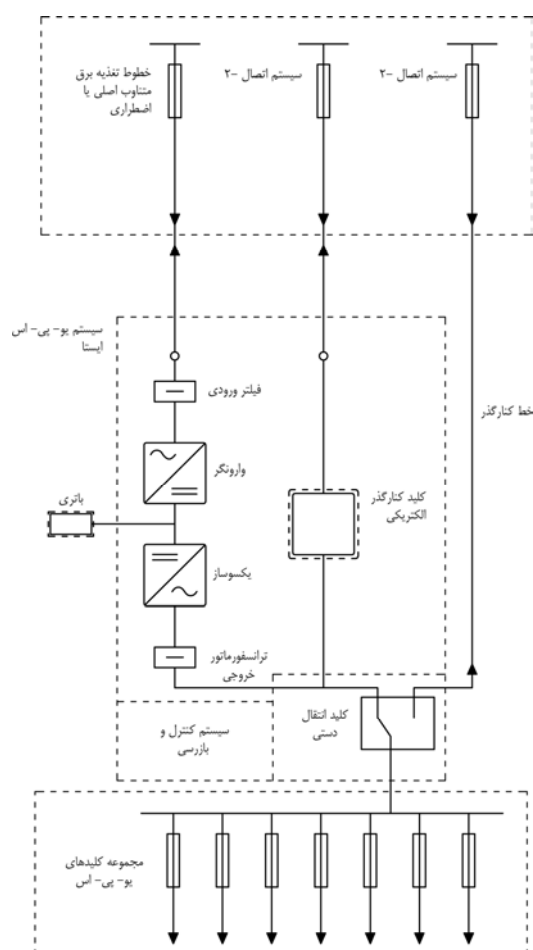 سیستم اتصال -۲
سیستم اتصال -۲
خطوط تغذیه برق
متناوب اصلی یا
اضطراری
سیستم یو- پی- اس
ایستا
فیلتر ورودی
خط کنارگذر
وارونگر
کلید کنارگذر
الکتریکی
باتری
یکسوساز
ترانسفورماتور
خروجی
کلید انتقال
دستی
سیستم کنترل و
بازرسی
مجموعه کلیدهای
یو- پی- اس